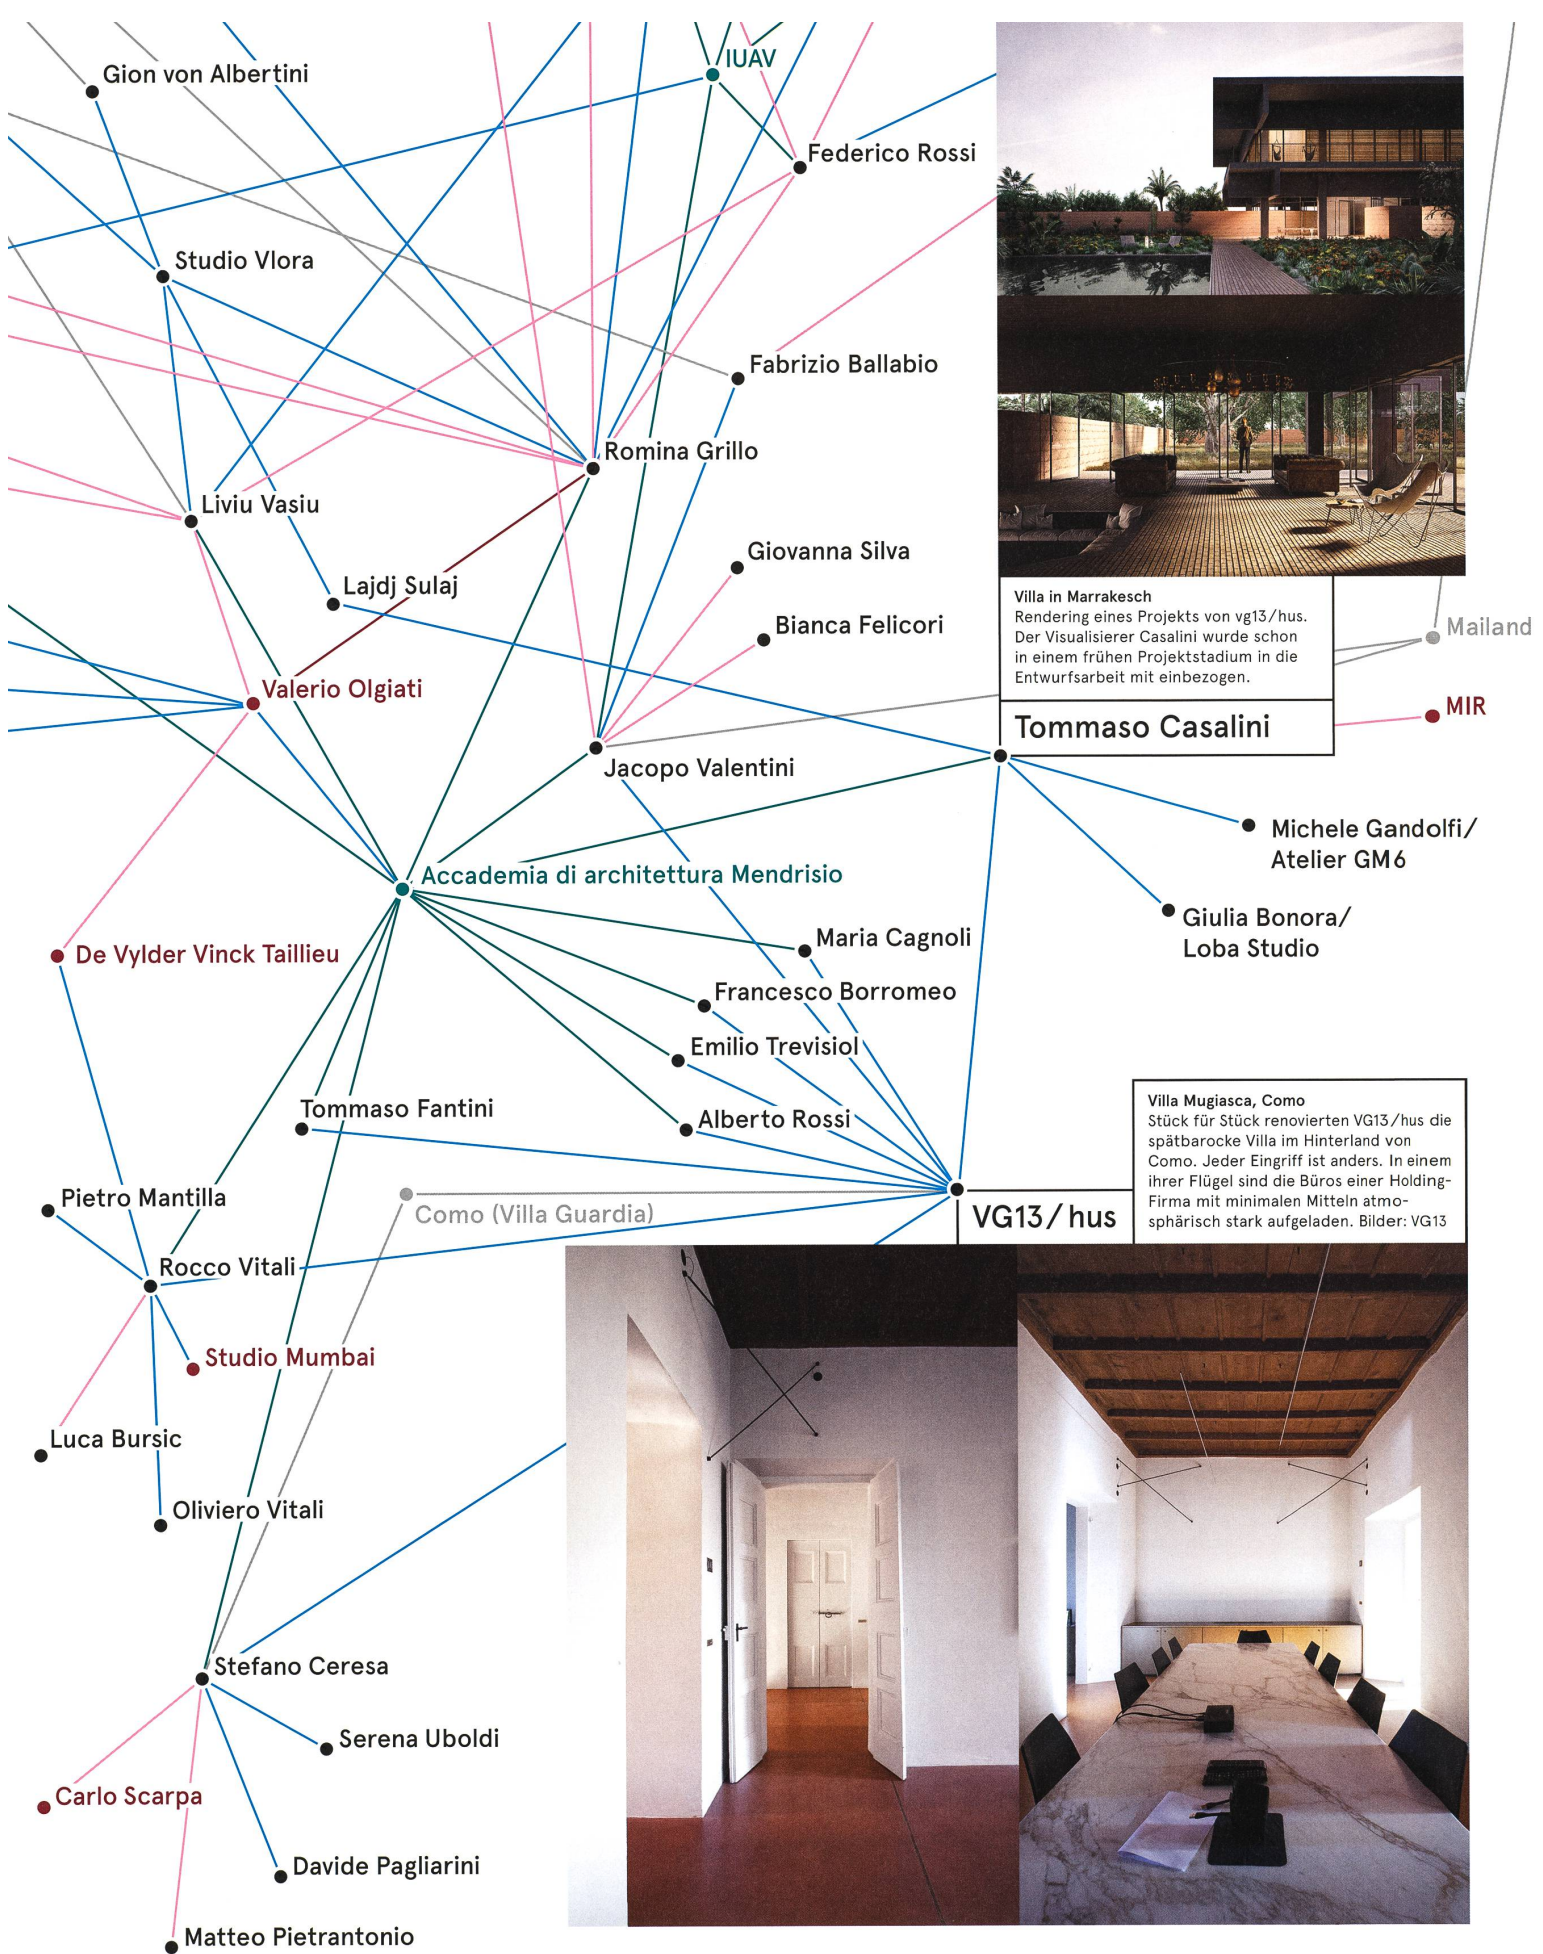 IUAV
Gion von Albertini
Federico Rossi
Studio Vlora
Fabrizio Ballabio
Romina Grillo
Liviu Vasiu
Giovanna Silva
Lajdj Sulaj
Bianca Felicori
Villa in Marrakesch
Rendering eines Projekts von vg13/hus.
Der Visualisierer Casalini wurde schon
in einem frühen Projektstadium in die
Entwurfsarbeit mit einbezogen.
Mailand
Valerio Olgiati
MIR
Tommaso Casalini
Jacopo Valentini
Michele Gandolfi/
Atelier GM6
Accademia di architettura Mendrisio
Giulia Bonora/
Loba Studio
Maria Cagnoli
De Vylder Vinck Taillieu
Francesco Borromeo
Emilio Trevisiol
Tommaso Fantini
Alberto Rossi
Villa Mugiasca, Como
Stück für Stück renovierten VG13/hus die
spätbarocke Villa im Hinterland von
Como. Jeder Eingriff ist anders. In einem
ihrer Flügel sind die Büros einer Holding-
Firma mit minimalen Mitteln atmo-
sphärisch stark aufgeladen. Bilder: VG13
Pietro Mantilla
Como (Villa Guardia)
VG13/hus
Rocco Vitali
Studio Mumbai
Luca Bursic
Oliviero Vitali
Stefano Ceresa
Serena Uboldi
Carlo Scarpa
Davide Pagliarini
Matteo Pietrantonio